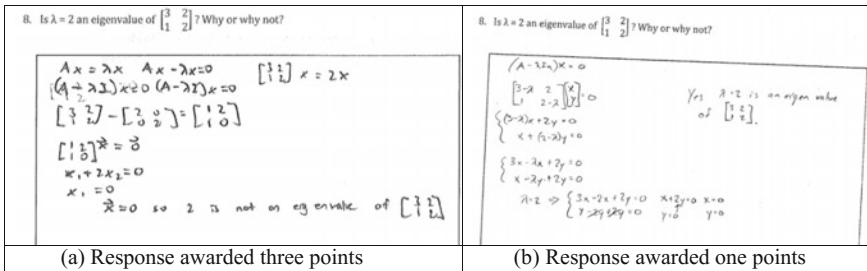 8. Is λ = 2 an eigenvalue of [3 2; 1 2]? Why or why not?
Ax = λx   Ax - λx = 0   [3 2; 1 2] x = 2x
(A - λI)x = 0   (A - λI)x = 0
[3 2; 1 2] - [2 0; 0 2] = [1 2; 1 0]
[1 2; 1 0] x⃗ = 0⃗
x₁ + 2x₂ = 0
x₁ = 0
x⃗ = 0 so 2 is not an eigenvalue of [3 2; 1 2]
(a) Response awarded three points
8. Is λ = 2 an eigenvalue of [3 2; 1 2]? Why or why not?
[3-λ 2; 1 2-λ][x; y] = 0
Yes λ=2 is an eigen value
of [3 2; 1 2].
{(3-λ)x + 2y = 0
x + (2-λ)y = 0
{3x - λx + 2y = 0
x - λy + 2y = 0
λ=2 ⇒ {3x - 2x + 2y = 0   x + 2y = 0   x = 0
x - 2y + 2y = 0   y = 0   y = 0
(b) Response awarded one points